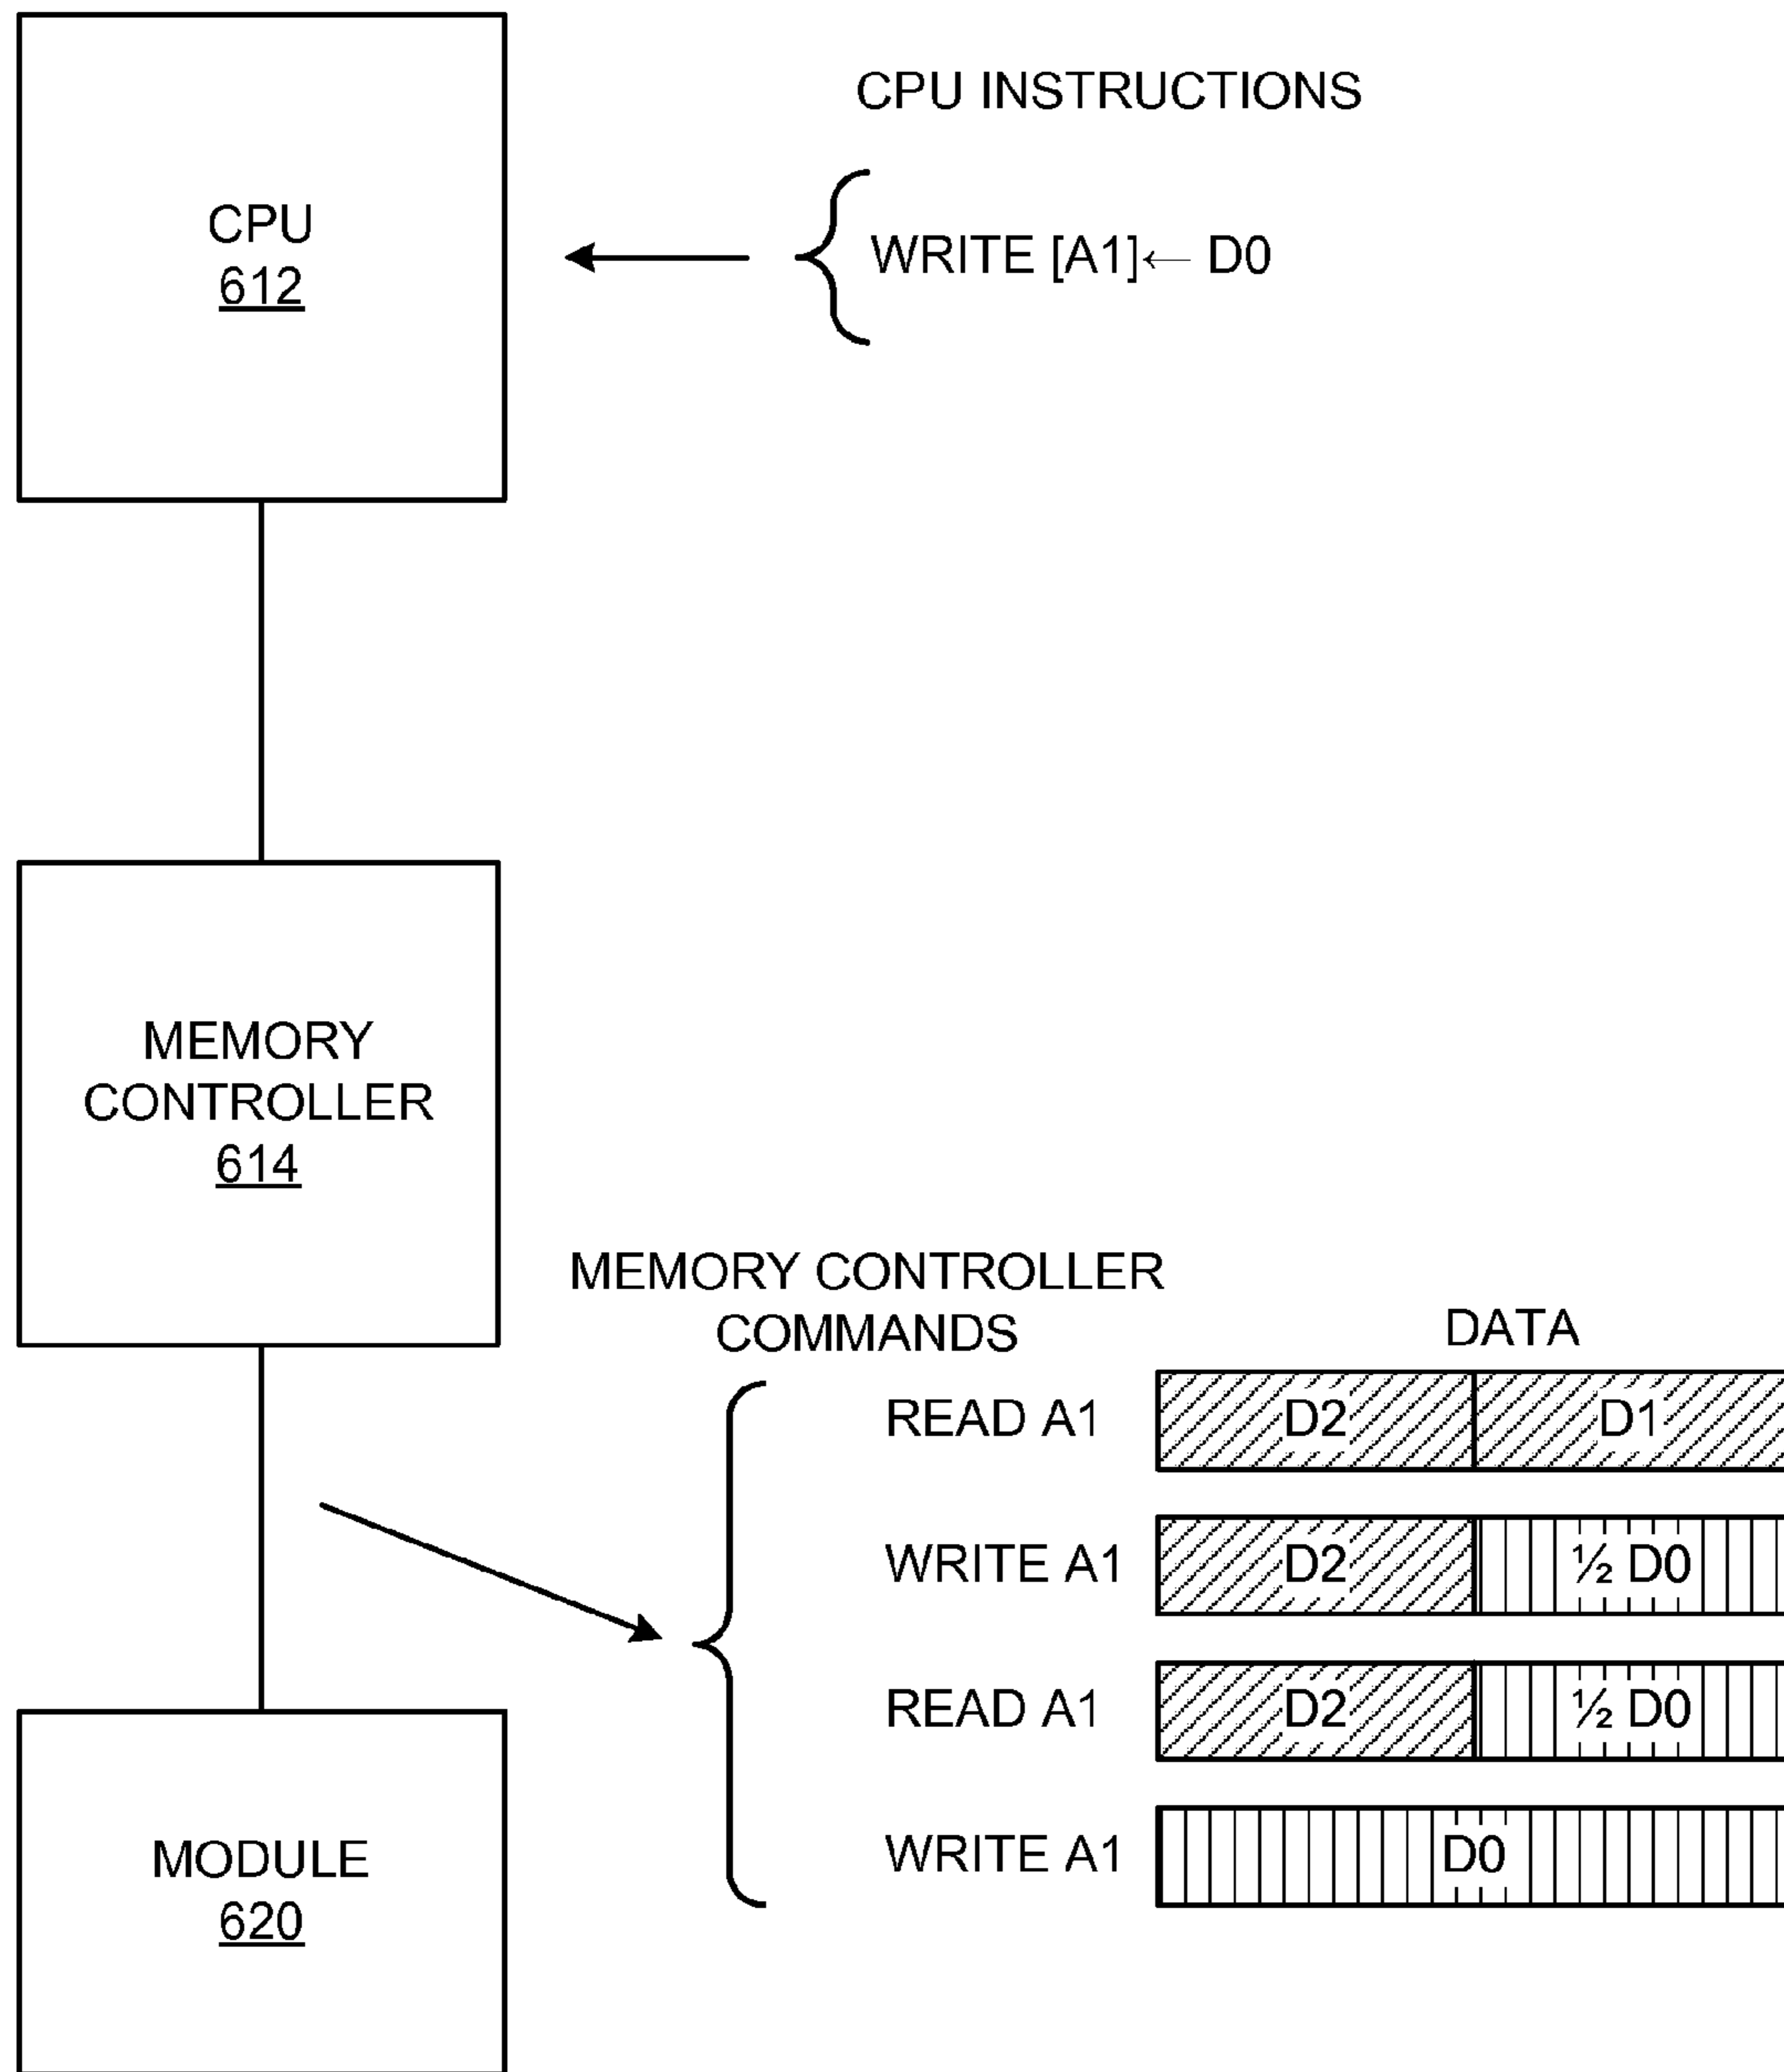 CPU INSTRUCTIONS
CPU
612
WRITE [A1]← D0
MEMORY
CONTROLLER
614
MEMORY CONTROLLER
COMMANDS
DATA
READ A1
D2
D1
WRITE A1
D2
½ D0
READ A1
D2
½ D0
WRITE A1
D0
MODULE
620